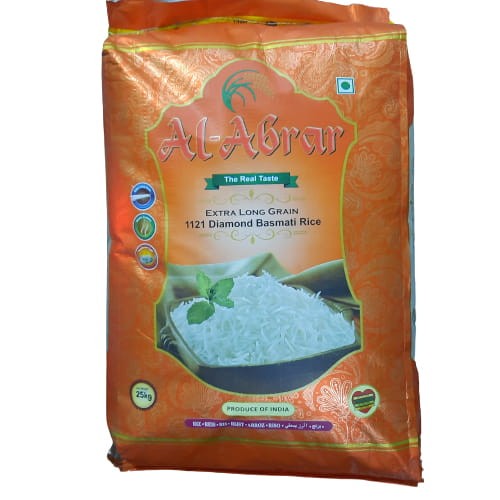 Al-Abrar
The Real Taste
EXTRA LONG GRAIN
1121 Diamond Basmati Rice
25kg
PRODUCE OF INDIA